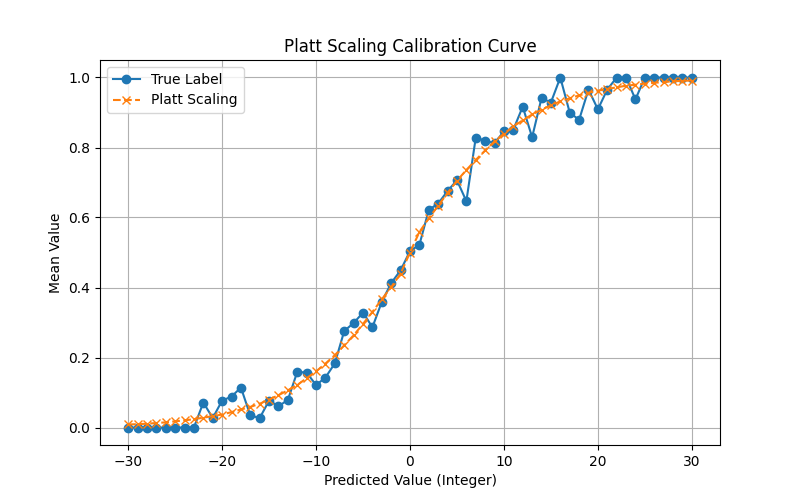 Platt Scaling Calibration Curve
True Label
Platt Scaling
Mean Value
1.0
0.8
0.6
0.4
0.2
0.0
−30 −20 −10 0 10 20 30
Predicted Value (Integer)